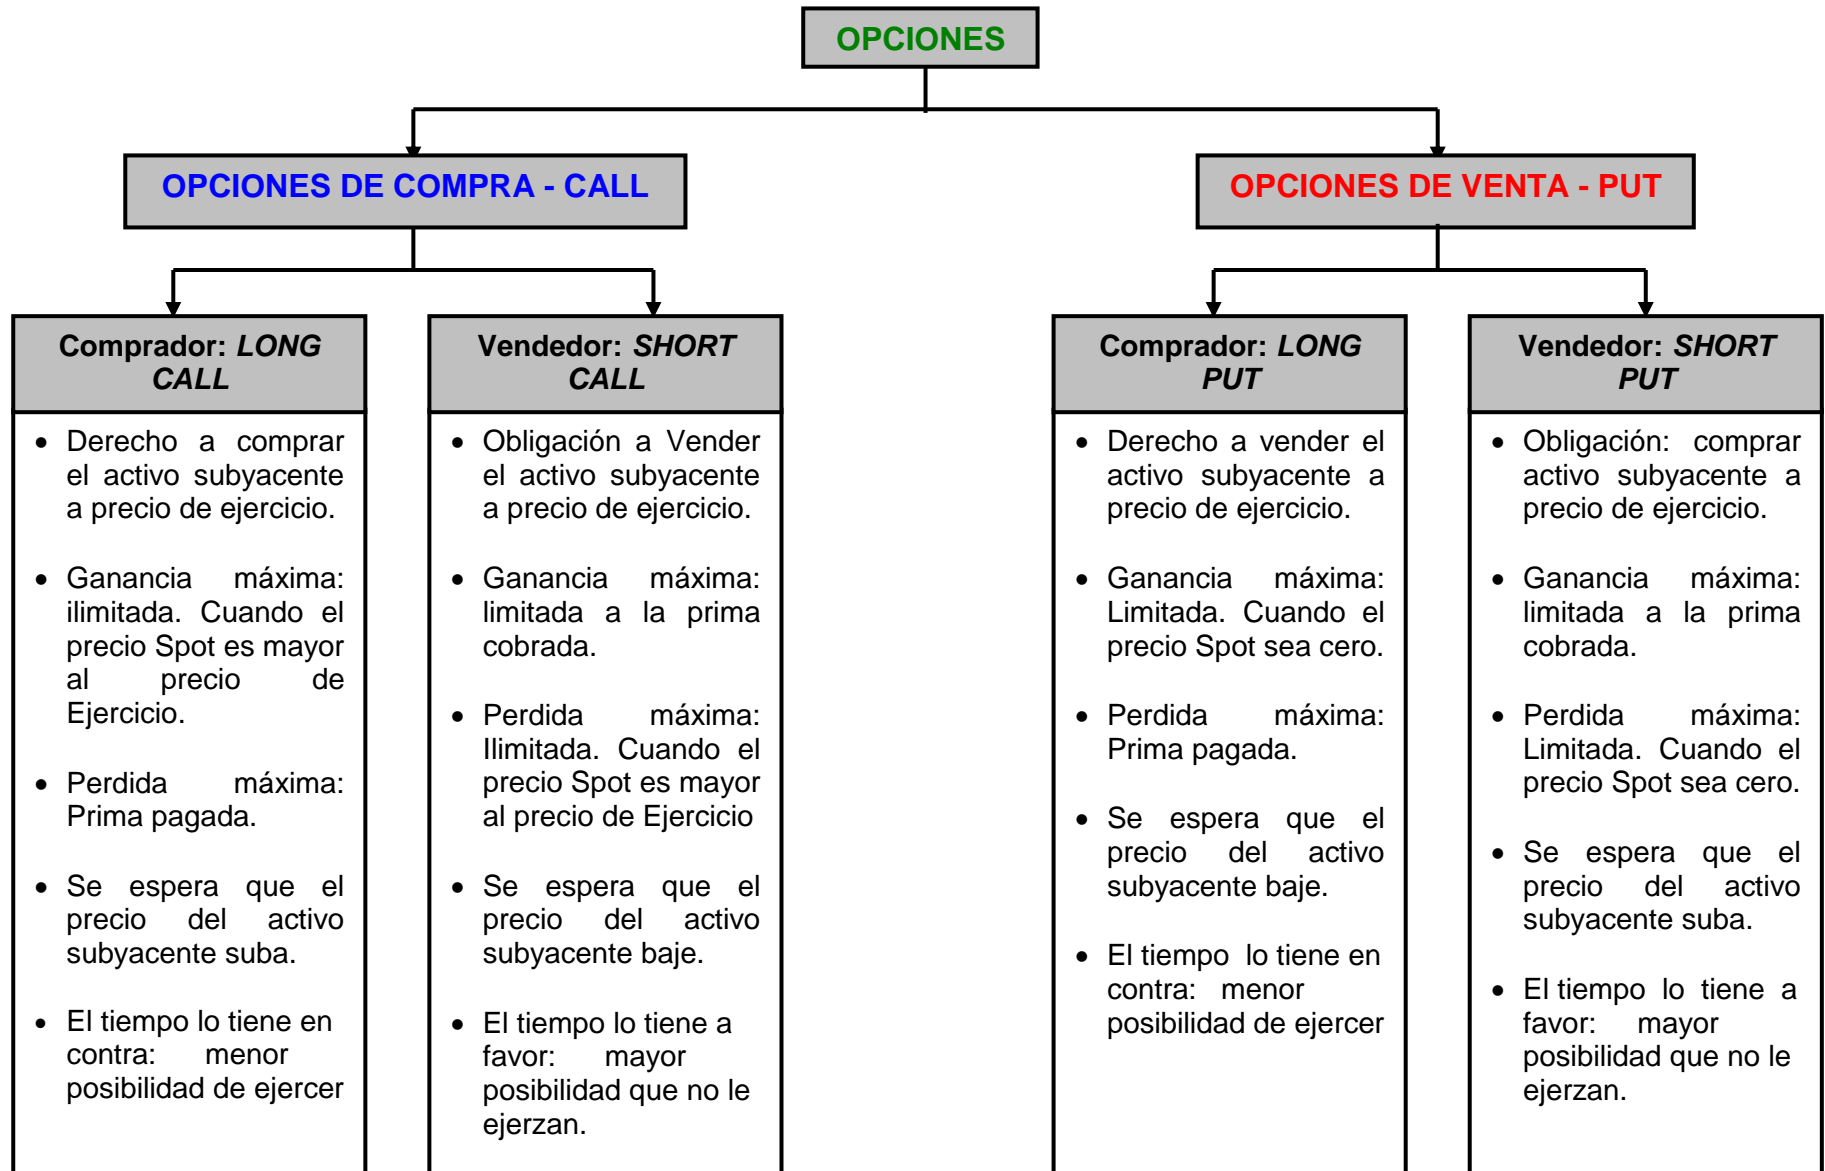 OPCIONES
OPCIONES DE COMPRA - CALL
OPCIONES DE VENTA - PUT
Comprador: LONG
CALL
• Derecho a comprar
el activo subyacente
a precio de ejercicio.
• Ganancia máxima:
ilimitada. Cuando el
precio Spot es mayor
al precio de
Ejercicio.
• Perdida máxima:
Prima pagada.
• Se espera que el
precio del activo
subyacente suba.
• El tiempo lo tiene en
contra: menor
posibilidad de ejercer
Vendedor: SHORT
CALL
• Obligación a Vender
el activo subyacente
a precio de ejercicio.
• Ganancia máxima:
limitada a la prima
cobrada.
• Perdida máxima:
Ilimitada. Cuando el
precio Spot es mayor
al precio de Ejercicio
• Se espera que el
precio del activo
subyacente baje.
• El tiempo lo tiene a
favor: mayor
posibilidad que no le
ejerzan.
Comprador: LONG
PUT
• Derecho a vender el
activo subyacente a
precio de ejercicio.
• Ganancia máxima:
Limitada. Cuando el
precio Spot sea cero.
• Perdida máxima:
Prima pagada.
• Se espera que el
precio del activo
subyacente baje.
• El tiempo lo tiene en
contra: menor
posibilidad de ejercer
Vendedor: SHORT
PUT
• Obligación: comprar
activo subyacente a
precio de ejercicio.
• Ganancia máxima:
limitada a la prima
cobrada.
• Perdida máxima:
Limitada. Cuando el
precio Spot sea cero.
• Se espera que el
precio del activo
subyacente suba.
• El tiempo lo tiene a
favor: mayor
posibilidad que no le
ejerzan.